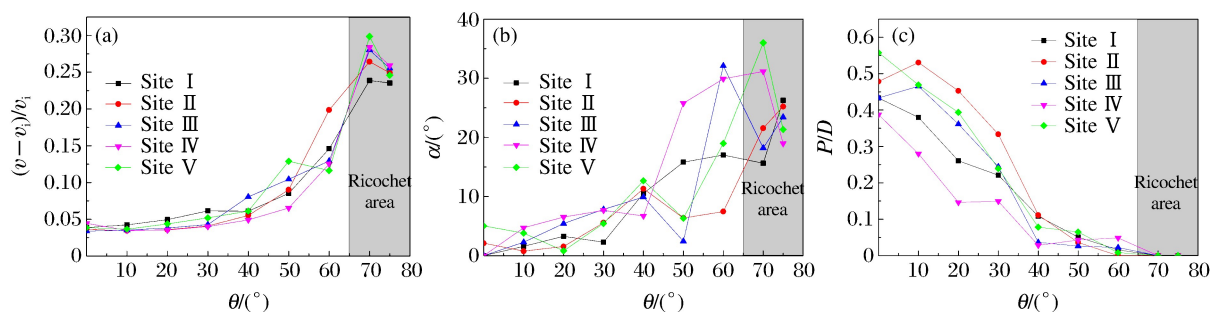 (a)
0.30
0.25
0.20
0.15
0.10
0.05
0
(v−v_i)/v_i
Site I
Site II
Site III
Site IV
Site V
Ricochet
area
10 20 30 40 50 60 70 80
θ/(°)
(b)
40
30
20
10
0
α/(°)
Site I
Site II
Site III
Site IV
Site V
Ricochet
area
10 20 30 40 50 60 70 80
θ/(°)
(c)
0.6
0.5
0.4
0.3
0.2
0.1
0
P/D
Site I
Site II
Site III
Site IV
Site V
Ricochet
area
10 20 30 40 50 60 70 80
θ/(°)